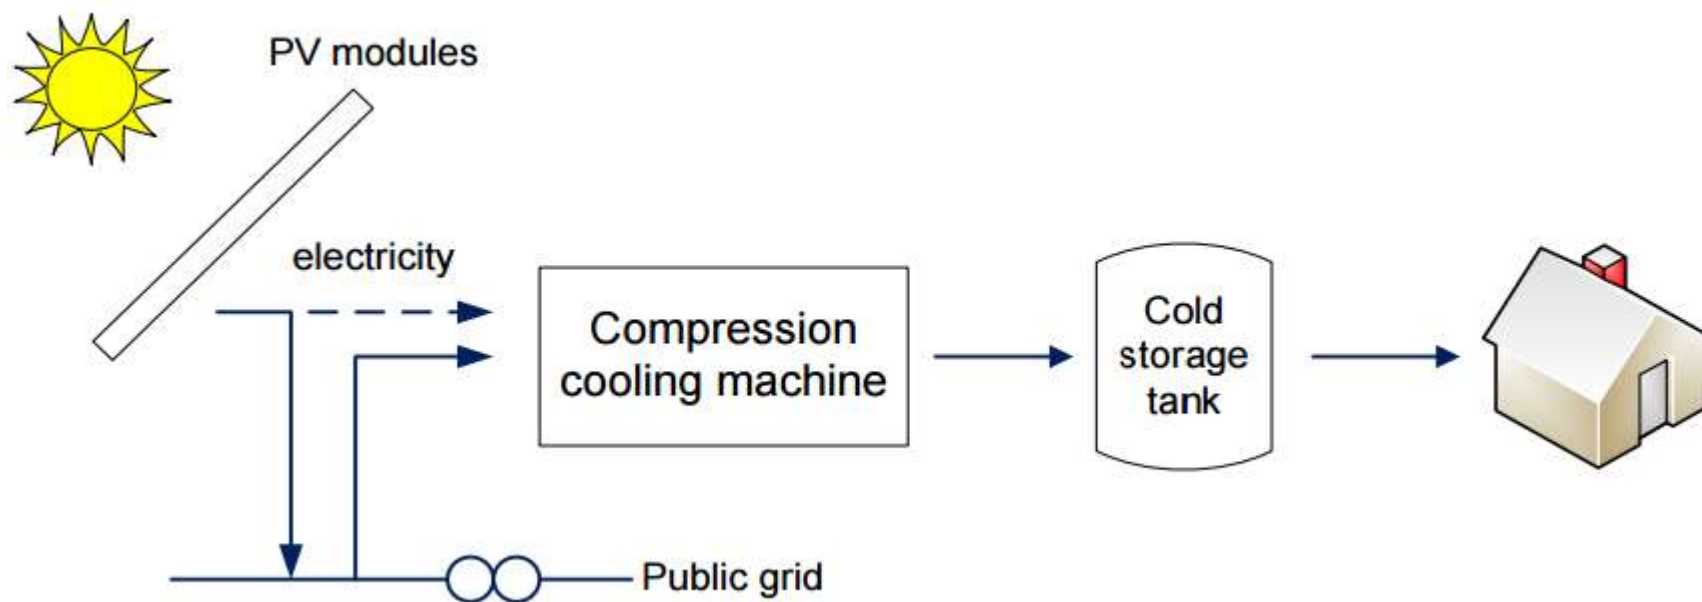 PV modules
electricity
Compression
cooling machine
Cold
storage
tank
Public grid